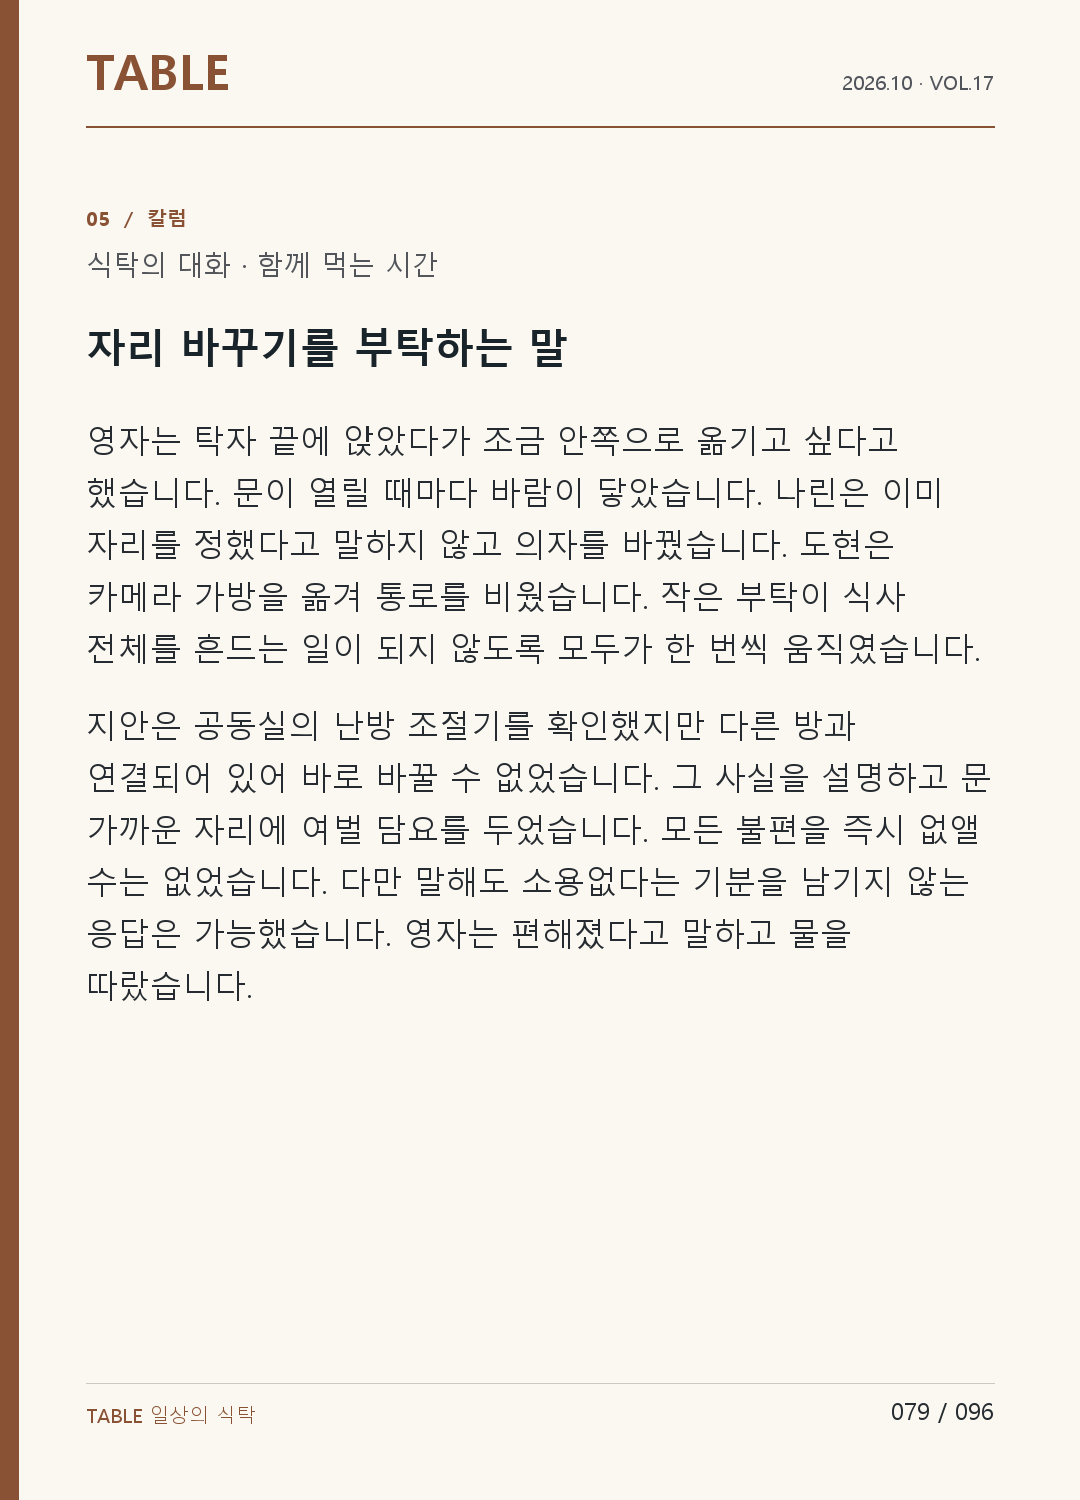 TABLE
2026.10 · VOL.17
05 / 칼럼
식탁의 대화 · 함께 먹는 시간
자리 바꾸기를 부탁하는 말
영자는 탁자 끝에 앉았다가 조금 안쪽으로 옮기고 싶다고
했습니다. 문이 열릴 때마다 바람이 닿았습니다. 나린은 이미
자리를 정했다고 말하지 않고 의자를 바꿨습니다. 도현은
카메라 가방을 옮겨 통로를 비웠습니다. 작은 부탁이 식사
전체를 흔드는 일이 되지 않도록 모두가 한 번씩 움직였습니다.
지안은 공동실의 난방 조절기를 확인했지만 다른 방과
연결되어 있어 바로 바꿀 수 없었습니다. 그 사실을 설명하고 문
가까운 자리에 여벌 담요를 두었습니다. 모든 불편을 즉시 없앨
수는 없었습니다. 다만 말해도 소용없다는 기분을 남기지 않는
응답은 가능했습니다. 영자는 편해졌다고 말하고 물을
따랐습니다.
TABLE 일상의 식탁
079 / 096